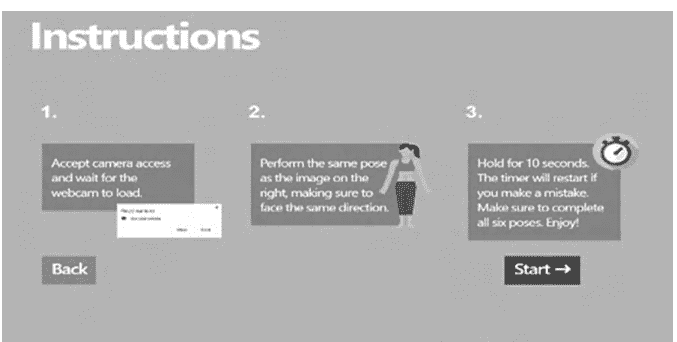 Instructions
1.
Accept camera access
and wait for the
webcam to load.
2.
Perform the same pose
as the image on the
right, making sure to
face the same direction.
3.
Hold for 10 seconds.
The timer will restart if
you make a mistake.
Make sure to complete
all six poses. Enjoy!
Back
Start →